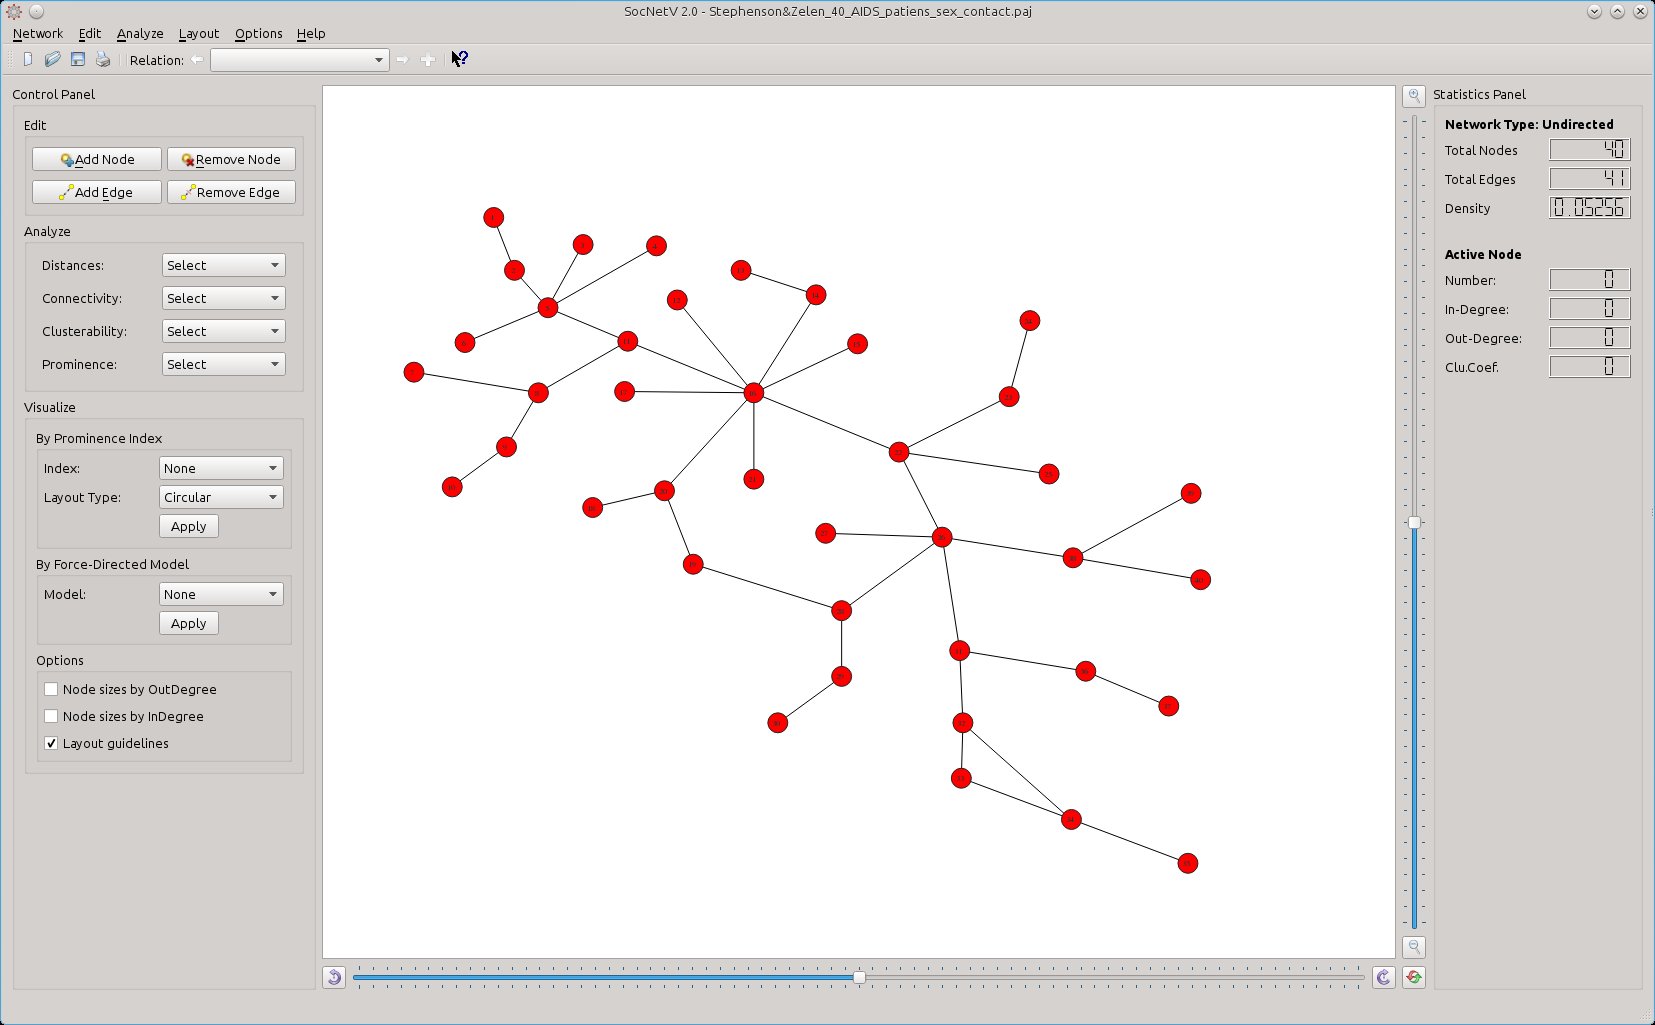 SocNetV 2.0 - Stephenson&Zelen_40_AIDS_patiens_sex_contact.paj
Network Edit Analyze Layout Options Help
Relation:
Control Panel
Edit
Add Node Remove Node
Add Edge Remove Edge
Analyze
Distances: Select
Connectivity: Select
Clusterability: Select
Prominence: Select
Visualize
By Prominence Index
Index: None
Layout Type: Circular
Apply
By Force-Directed Model
Model: None
Apply
Options
Node sizes by OutDegree
Node sizes by InDegree
Layout guidelines
Statistics Panel
Network Type: Undirected
Total Nodes 40
Total Edges 41
Density 0.05256
Active Node
Number: 0
In-Degree: 0
Out-Degree: 0
Clu.Coef. 0